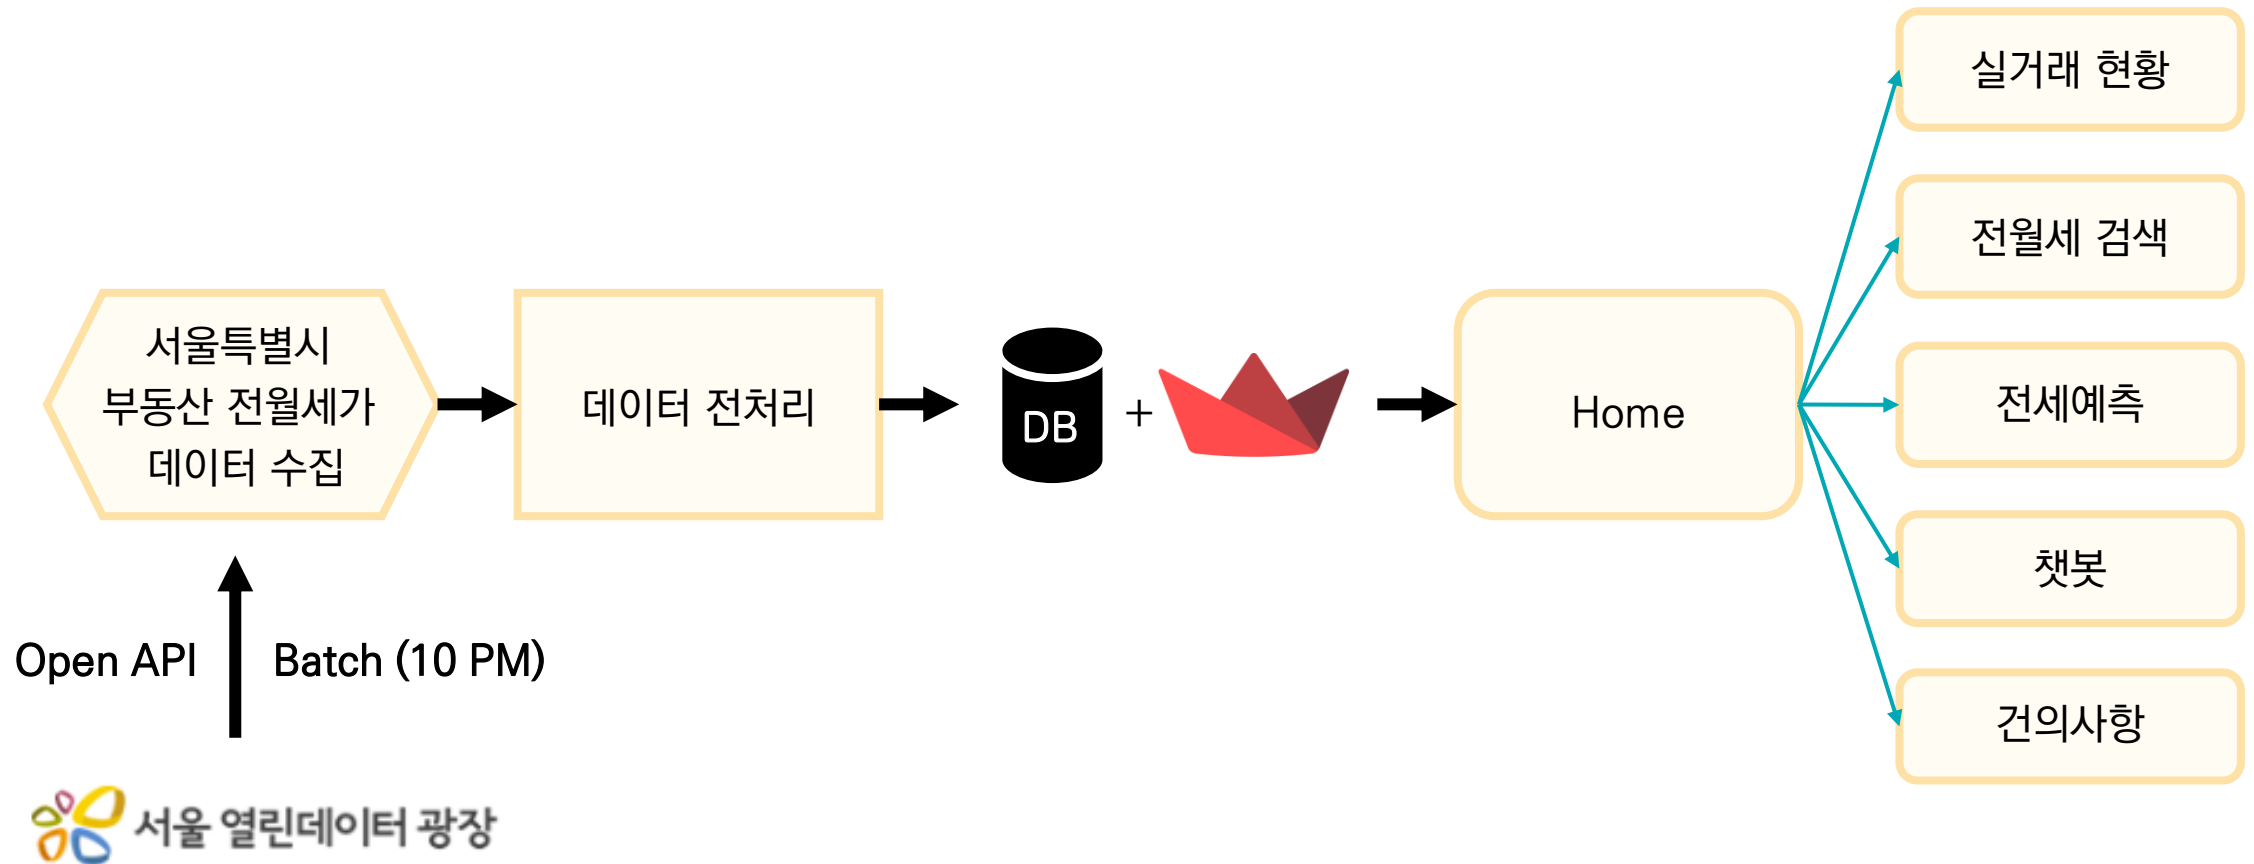 서울특별시
부동산 전월세가
데이터 수집
Open API
Batch (10 PM)
서울 열린데이터 광장
데이터 전처리
DB
+
Home
실거래 현황
전월세 검색
전세예측
챗봇
건의사항